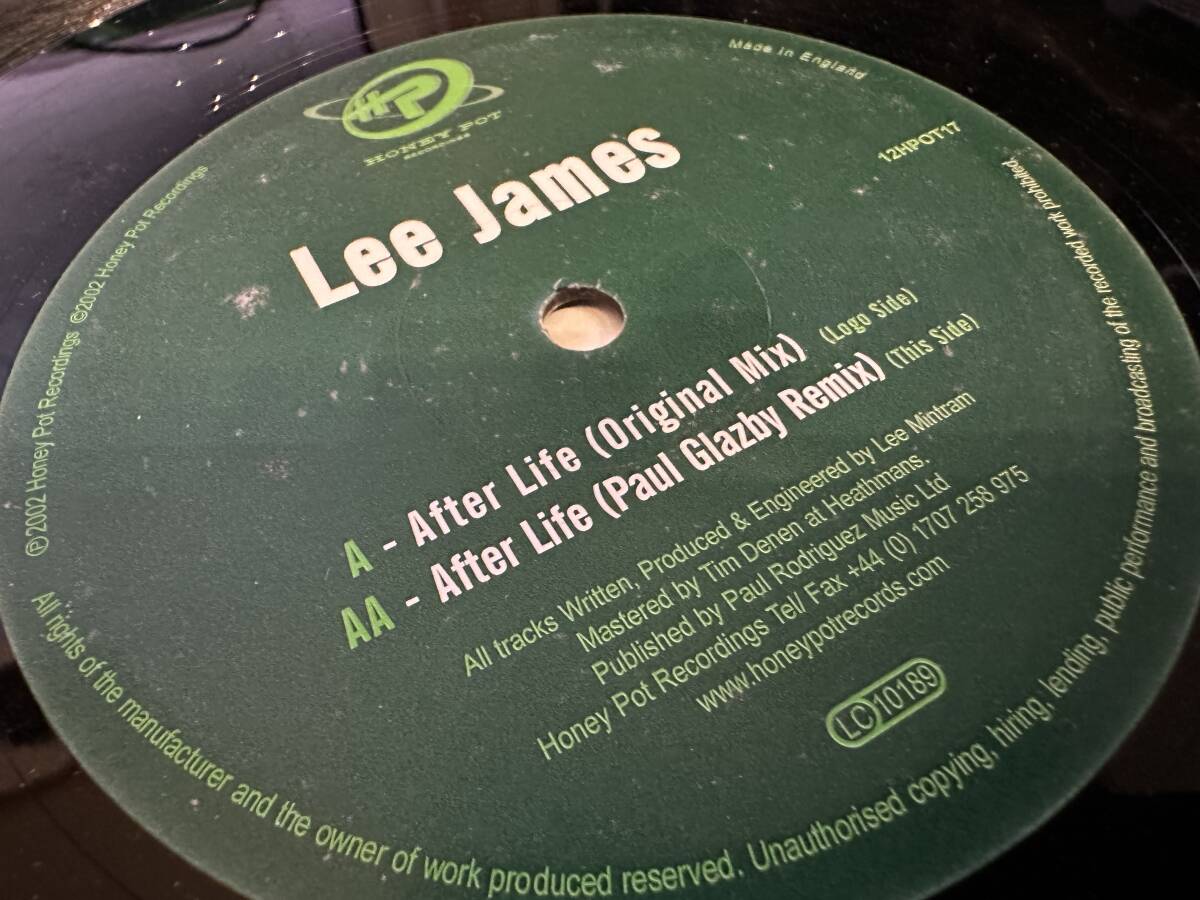 HP
HONEY POT
RECORDINGS
Made in England
12HPOT17
Lee James
A - After Life (Original Mix) (Logo Side)
AA - After Life (Paul Glazby Remix) (This Side)
All tracks Written, Produced & Engineered by Lee Mintram
Mastered by Tim Denen at Heathmans.
Published by Paul Rodriguez Music Ltd
Honey Pot Recordings Tel/ Fax +44 (0) 1707 258 975
www.honeypotrecords.com
LC 10189
℗2002 Honey Pot Recordings ©2002 Honey Pot Recordings
All rights of the manufacturer and the owner of work produced reserved. Unauthorised copying, hiring, lending, public performance and broadcasting of the recorded work prohibited.